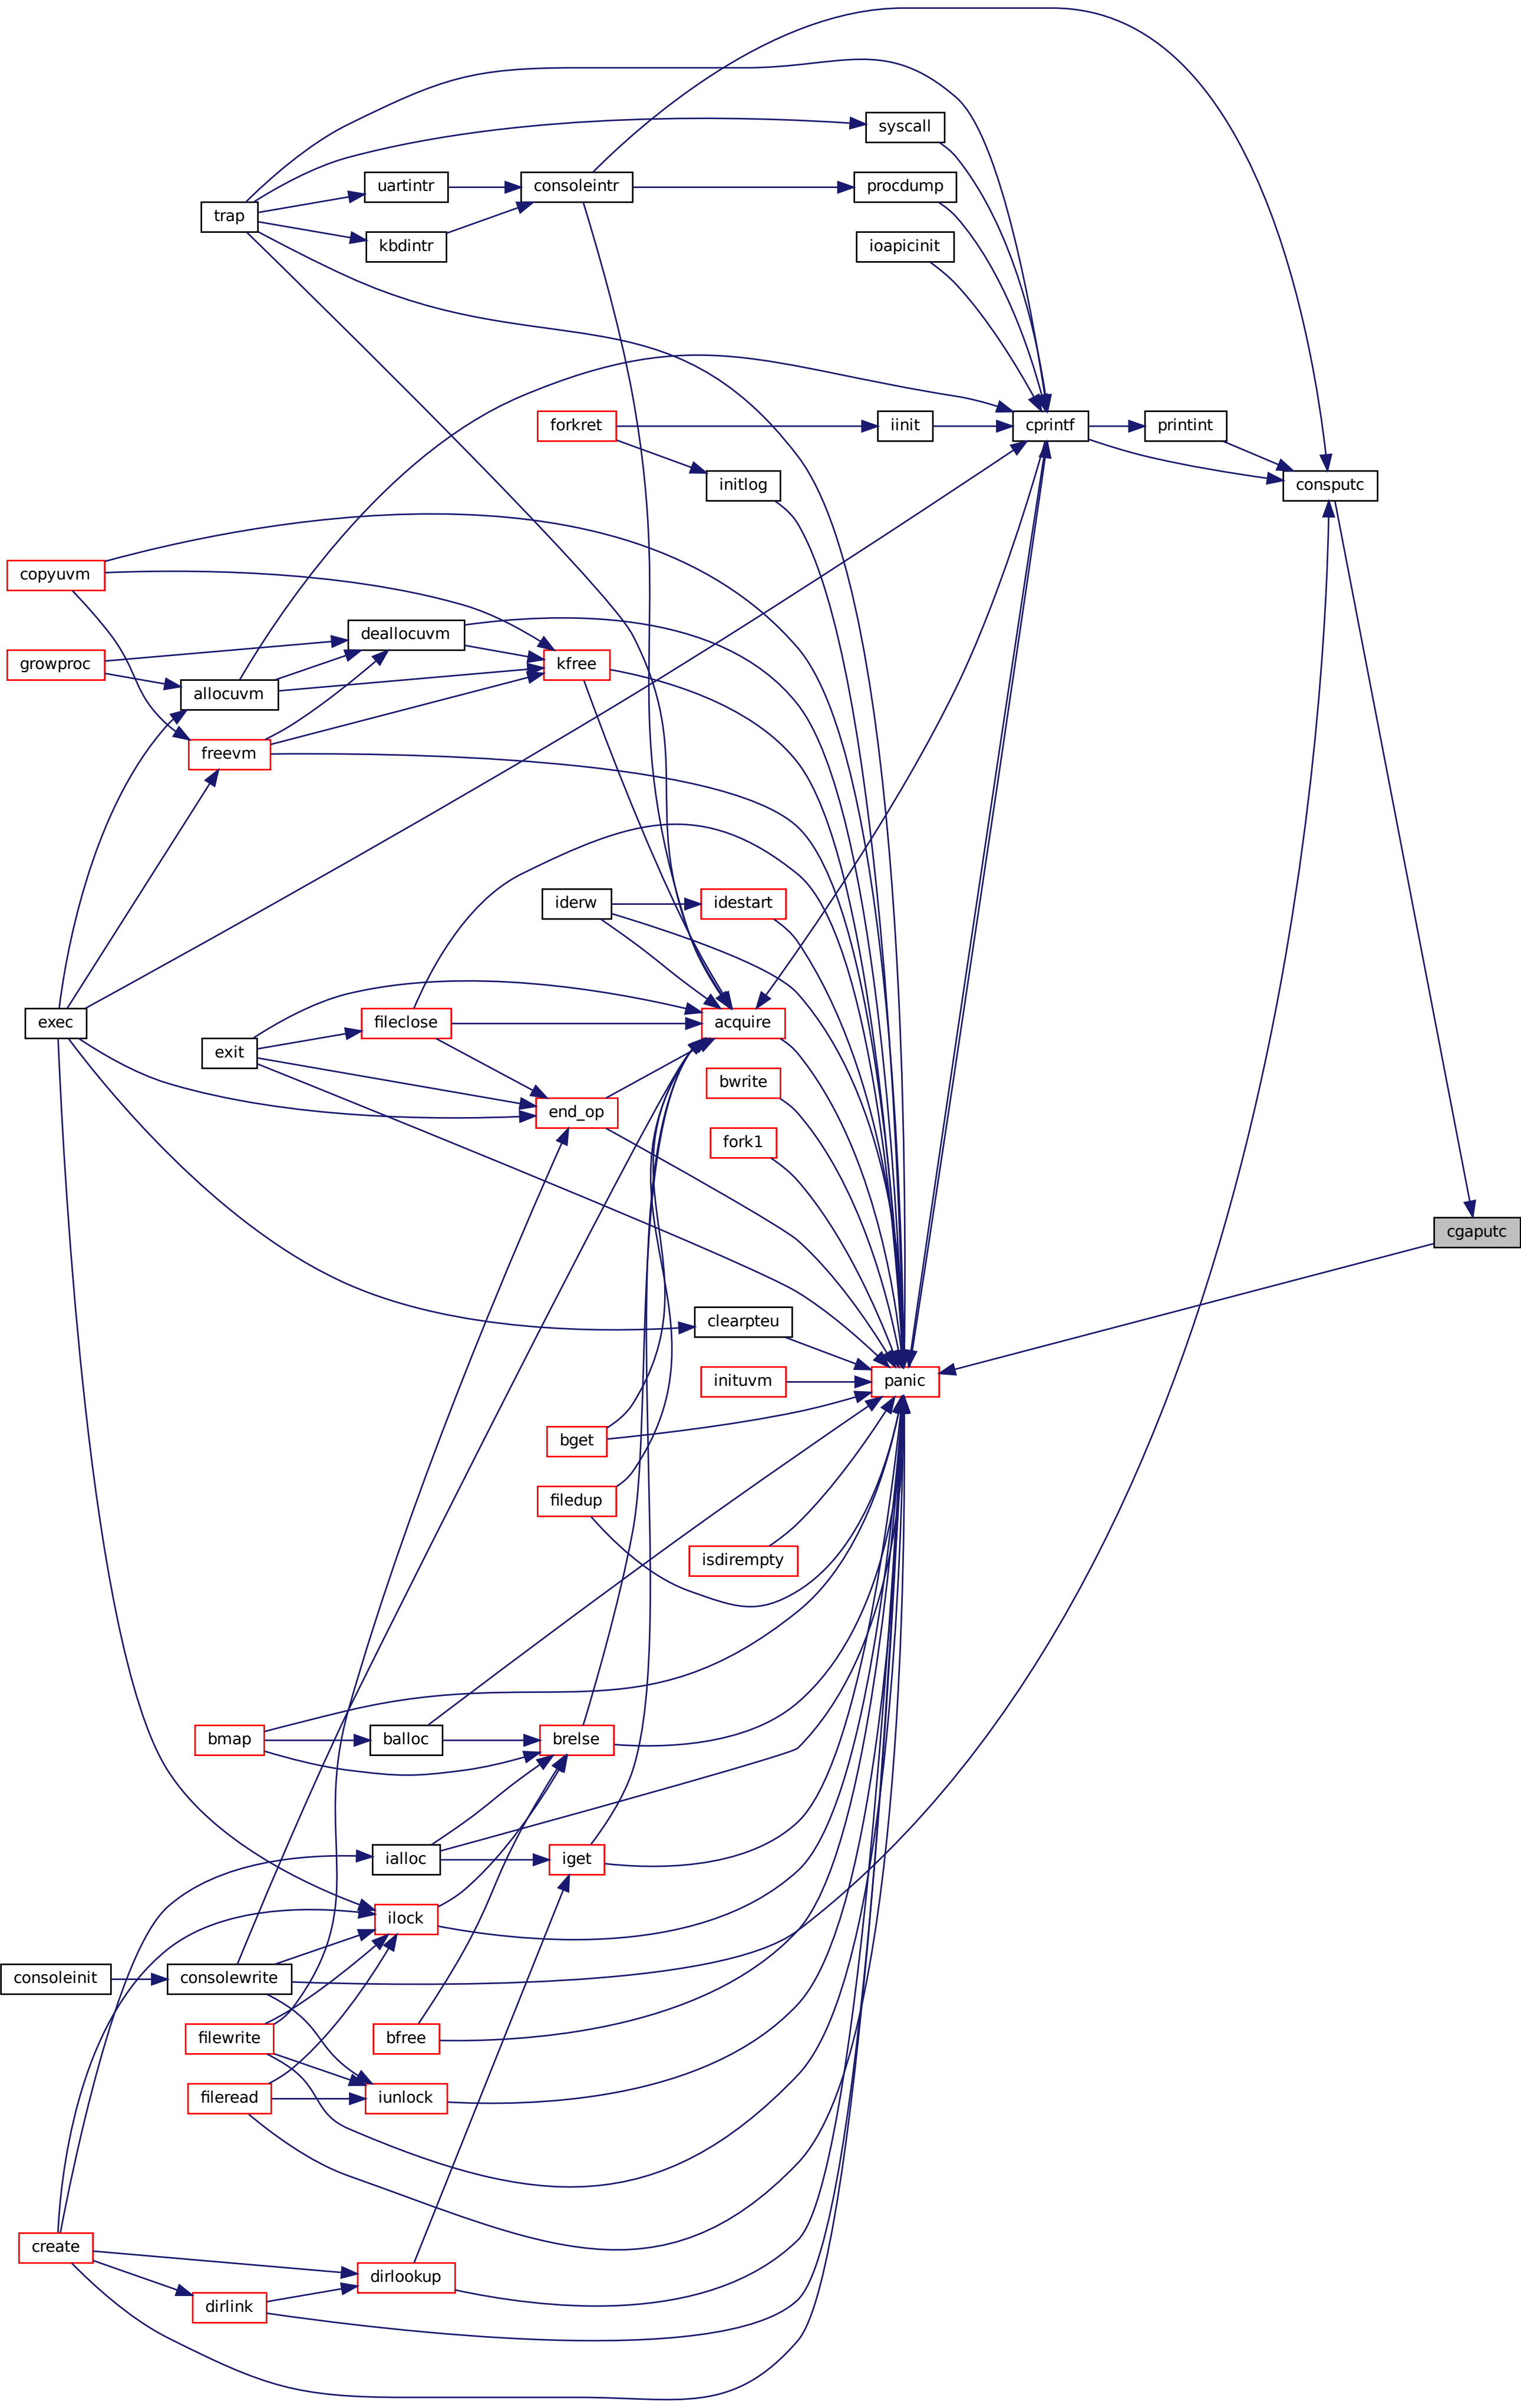 syscall
uartintr
consoleintr
procdump
trap
kbdintr
ioapicinit
forkret
iinit
cprintf
printint
initlog
consputc
copyuvm
deallocuvm
growproc
kfree
allocuvm
freevm
iderw
idestart
exec
fileclose
acquire
exit
bwrite
end_op
fork1
cgaputc
clearpteu
inituvm
panic
bget
filedup
isdirempty
bmap
balloc
brelse
ialloc
iget
ilock
consoleinit
consolewrite
filewrite
bfree
fileread
iunlock
create
dirlookup
dirlink